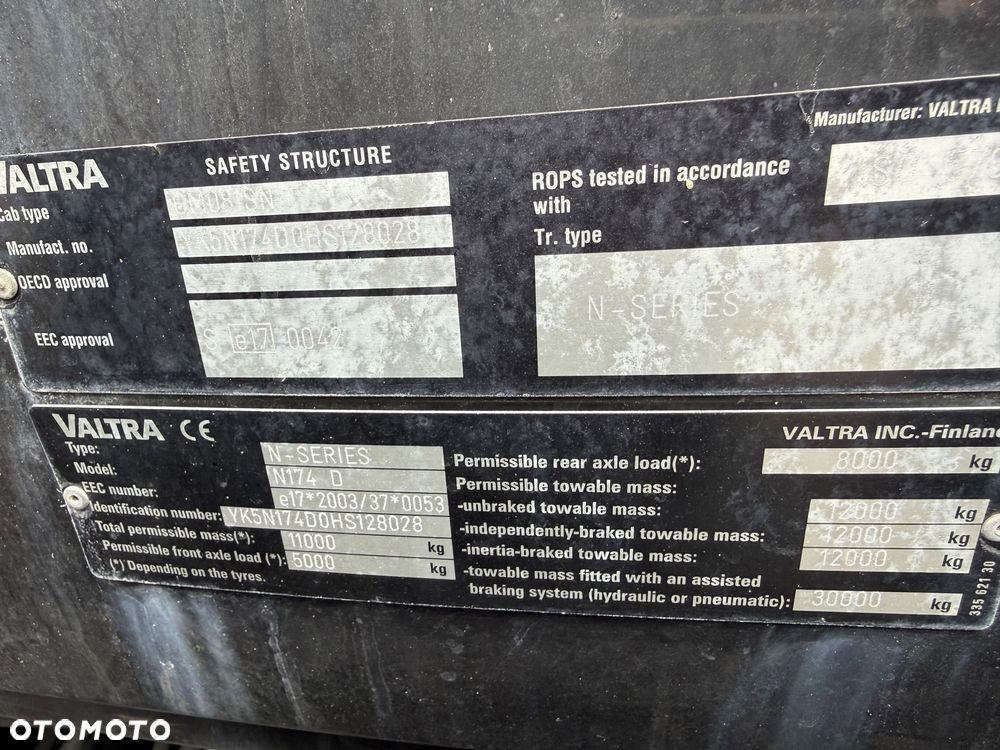 Manufacturer: VALTRA
VALTRA
SAFETY STRUCTURE
Cab type
Manufact. no.
YK5N174D0HS128028
OECD approval
EEC approval
S e17 0042
ROPS tested in accordance
with
Tr. type
N-SERIES
VALTRA CE
VALTRA INC.-Finland
Type:
N-SERIES
Model:
N174 D
EEC number:
e17*2003/37*0053
Identification number:
YK5N174D0HS128028
Total permissible mass(*):
11000 kg
Permissible front axle load (*):
5000 kg
(*) Depending on the tyres.
Permissible rear axle load(*):
8000 kg
Permissible towable mass:
-unbraked towable mass:
12000 kg
-independently-braked towable mass:
12000 kg
-inertia-braked towable mass:
12000 kg
-towable mass fitted with an assisted
braking system (hydraulic or pneumatic):
30000 kg
335 621 30
OTOMOTO